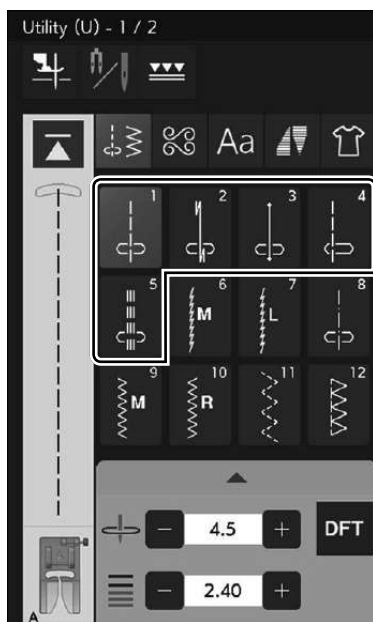 Utility (U) - 1 / 2
Aa
1 2 3 4
5 6 7 8
M L
9 10 11 12
M R
4.5 DFT
2.40
A